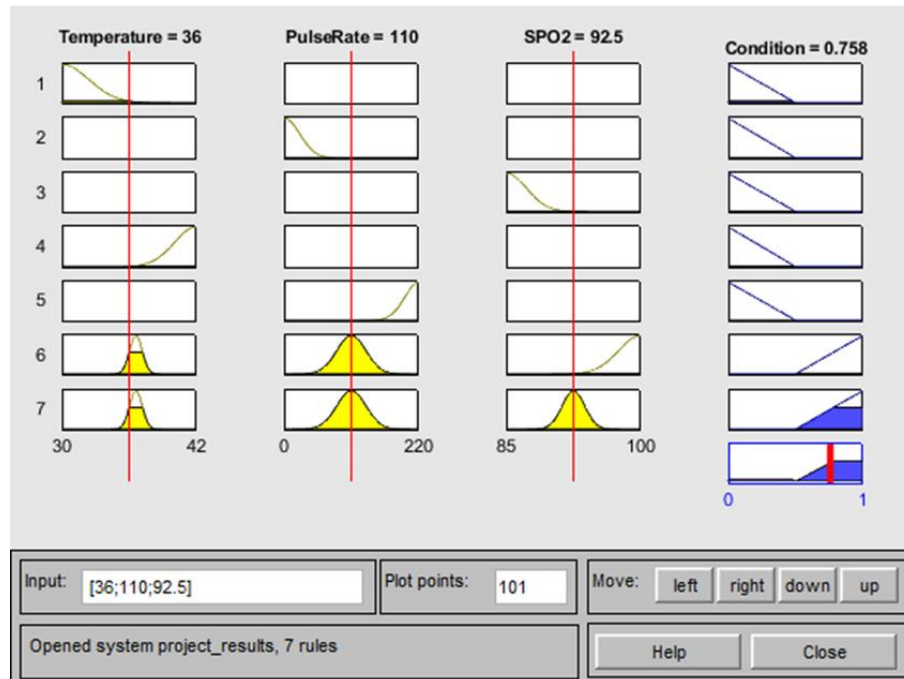 Temperature = 36 PulseRate = 110 SPO2 = 92.5 Condition = 0.758
1
2
3
4
5
6
7
30 42 0 220 85 100
0 1
Input: [36;110;92.5] Plot points: 101 Move: left right down up
Opened system project_results, 7 rules Help Close